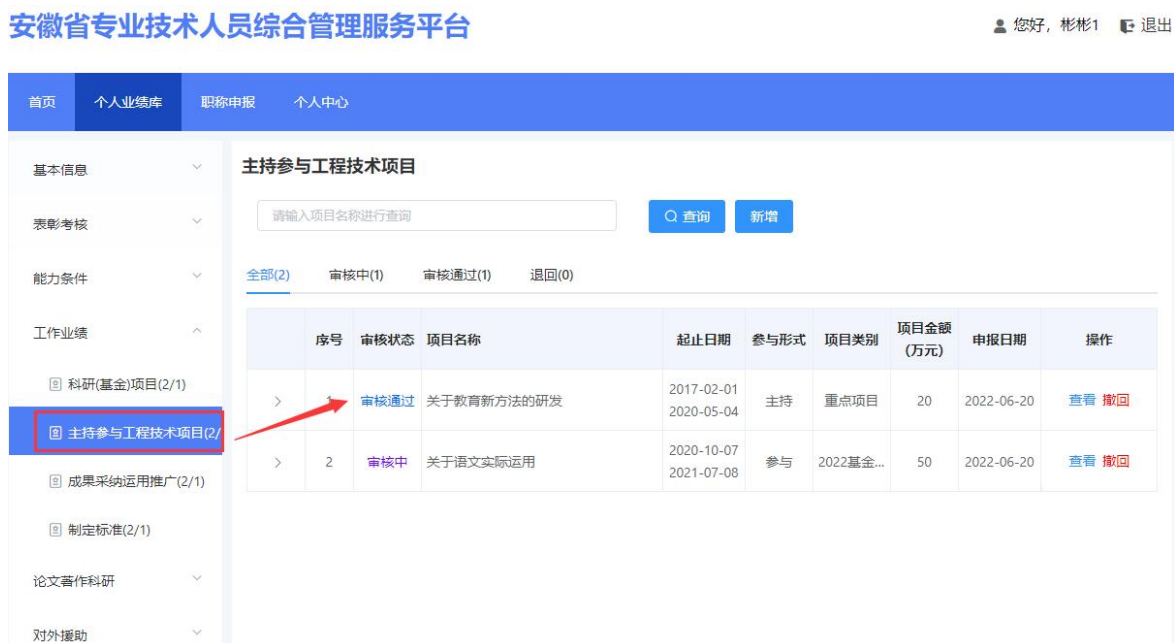 安徽省专业技术人员综合管理服务平台
您好，彬彬1 退出
首页 个人业绩库 职称申报 个人中心
基本信息
表彰考核
能力条件
工作业绩
科研(基金)项目(2/1)
主持参与工程技术项目(2/
成果采纳运用推广(2/1)
制定标准(2/1)
论文著作科研
对外援助
主持参与工程技术项目
请输入项目名称进行查询 查询 新增
全部(2) 审核中(1) 审核通过(1) 退回(0)
序号 审核状态 项目名称 起止日期 参与形式 项目类别 项目金额(万元) 申报日期 操作
1 审核通过 关于教育新方法的研发 2017-02-01 2020-05-04 主持 重点项目 20 2022-06-20 查看 撤回
2 审核中 关于语文实际运用 2020-10-07 2021-07-08 参与 2022基金... 50 2022-06-20 查看 撤回